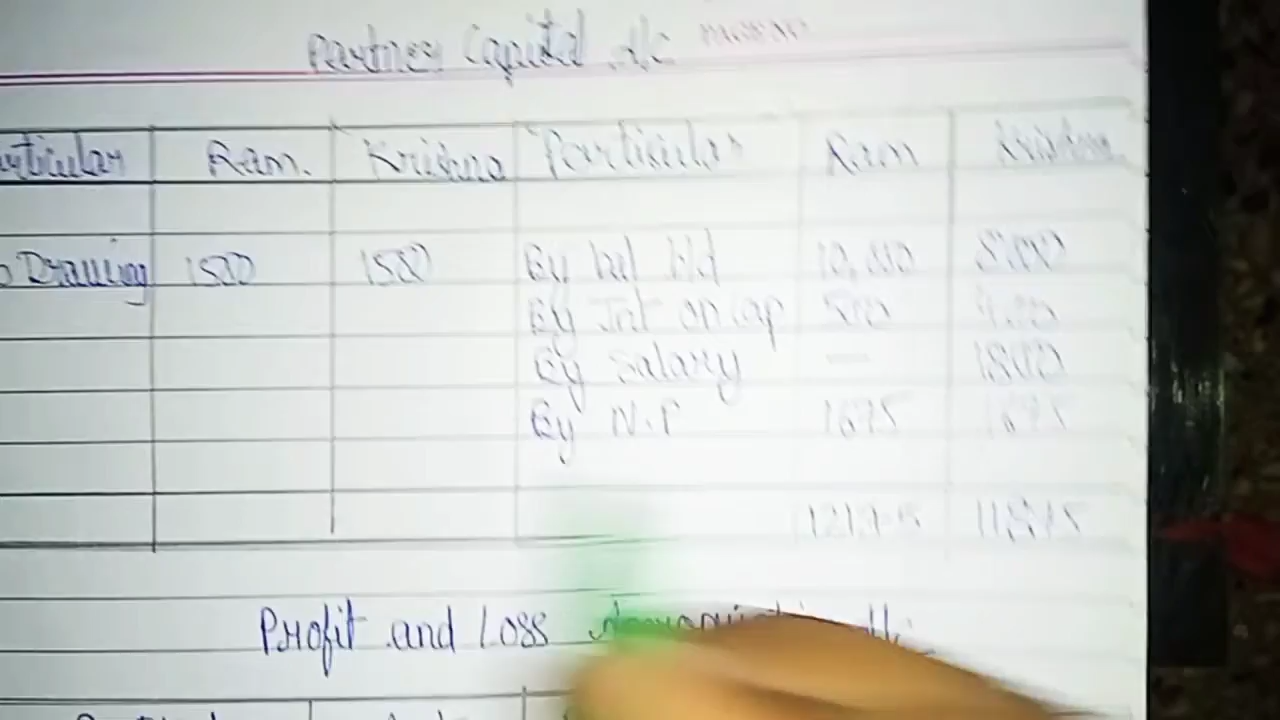 Partner Capital A/c
articular Ram. Krishna Particular Ram Krishna
o Drawing 1500 1500 By bal b/d 10,000 8000
By Int on cap 500 400
By Salary — 1800
By N.P 1675 1675
12175 11875
Profit and Loss